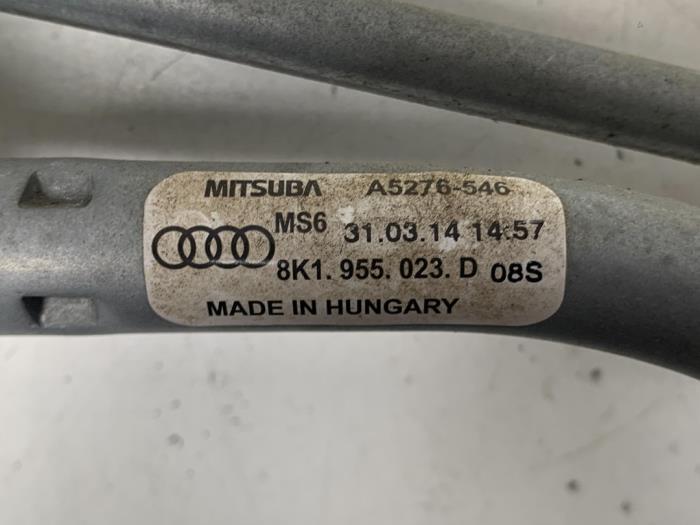 MITSUBA A5276-546
MS6 31.03.14 14:57
8K1. 955. 023. D 08S
MADE IN HUNGARY